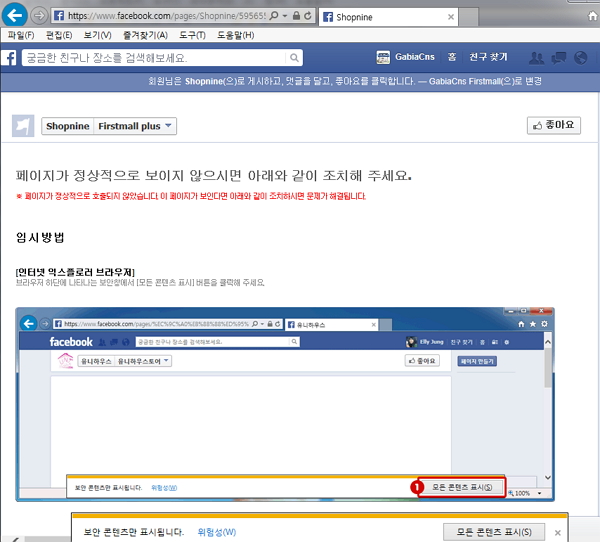 https://www.facebook.com/pages/Shopnine/595655
Shopnine
파일(F) 편집(E) 보기(V) 즐겨찾기(A) 도구(T) 도움말(H)
궁금한 친구나 장소를 검색해보세요.
GabiaCns 홈 친구 찾기
회원님은 Shopnine(으)로 게시하고, 댓글을 달고, 좋아요를 클릭합니다. — GabiaCns Firstmall(으)로 변경
Shopnine Firstmall plus
좋아요
페이지가 정상적으로 보이지 않으시면 아래와 같이 조치해 주세요.
※ 페이지가 정상적으로 호출되지 않았습니다. 이 페이지가 보인다면 아래와 같이 조치하시면 문제가 해결됩니다.
임시방법
[인터넷 익스플로러 브라우저]
브라우저 하단에 나타나는 보안창에서 [모든 콘텐츠 표시] 버튼을 클릭해 주세요.
유니하우스
facebook
궁금한 친구나 장소를 검색해보세요.
Elly Jung 친구 찾기 홈
유니하우스 유니하우스토어
좋아요
페이지 만들기
보안 콘텐츠만 표시됩니다. 위험성(W)
1
모든 콘텐츠 표시(S)
100%
보안 콘텐츠만 표시됩니다. 위험성(W)
모든 콘텐츠 표시(S)